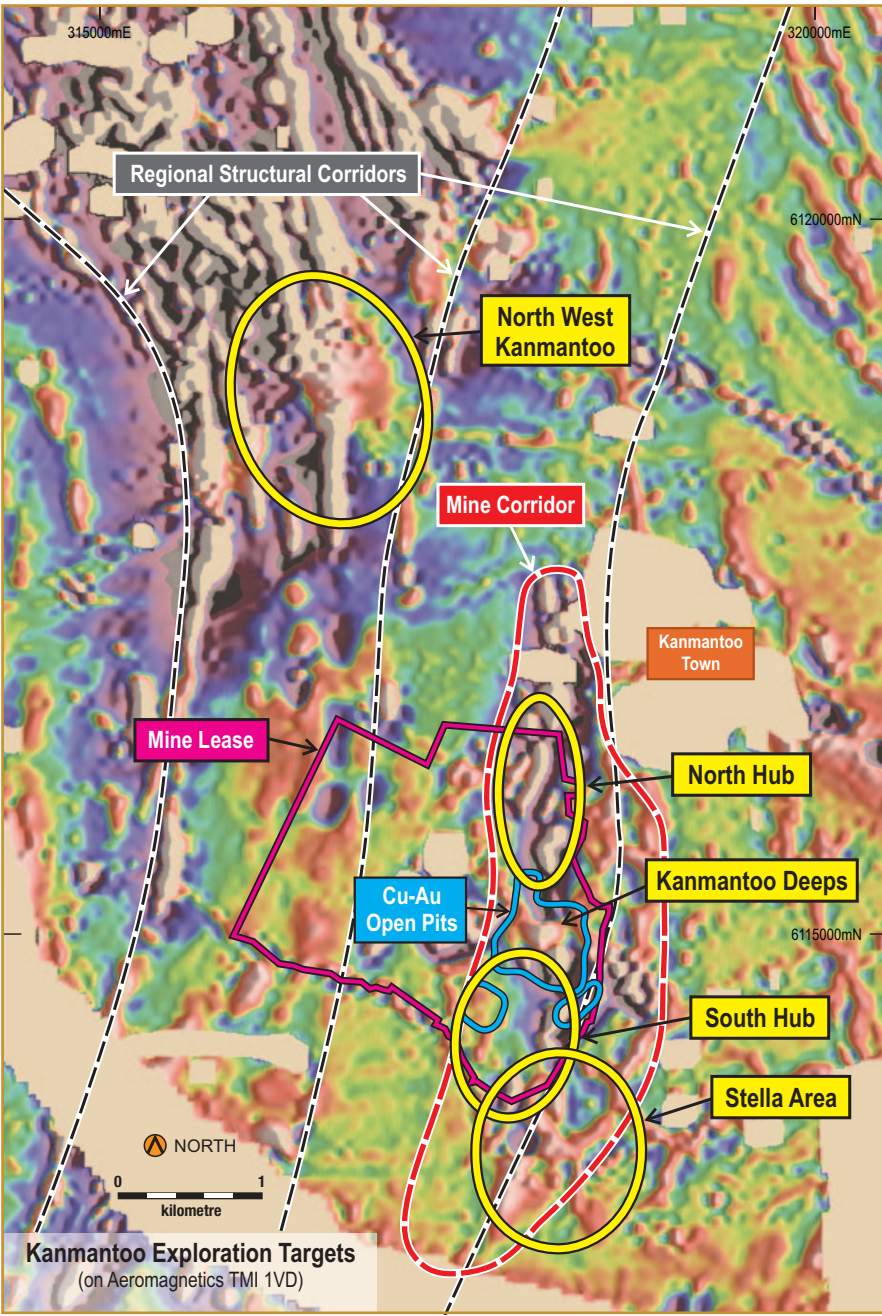 315000mE
320000mE
Regional Structural Corridors
6120000mN
North West
Kanmantoo
Mine Corridor
Kanmantoo
Town
Mine Lease
North Hub
Kanmantoo Deeps
Cu-Au
Open Pits
6115000mN
South Hub
Stella Area
NORTH
0 1
kilometre
Kanmantoo Exploration Targets
(on Aeromagnetics TMI 1VD)